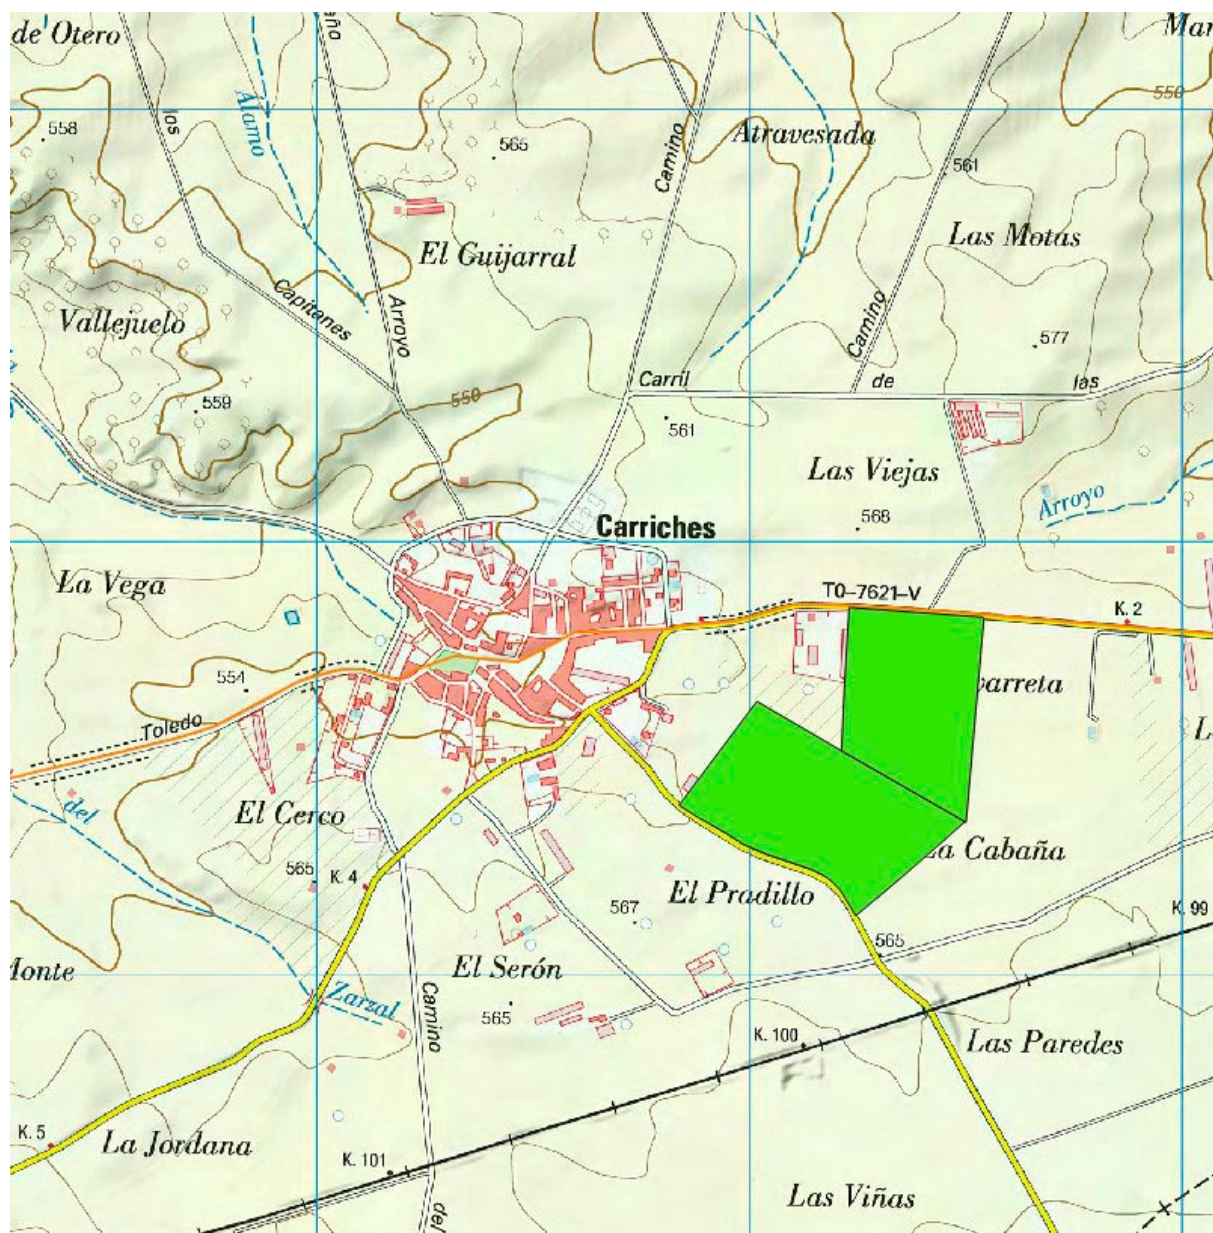 de Otero
Mar
550
558
los
Álamo
565
Camino
Atravesada
561
Las Motas
El Guijarral
Vallejuelo
Capitanes
Arroyo
Camino
577
559
550
Carril de las
561
Las Viejas
Arroyo
568
Carriches
La Vega
TO-7621-V
K. 2
554
Toledo
El Cerco
del
565
K. 4
La Cabaña
El Pradillo
567
K. 99
565
Monte
El Serón
Zarzal
565
Camino
K. 100
Las Paredes
K. 5
La Jordana
K. 101
Las Viñas
del